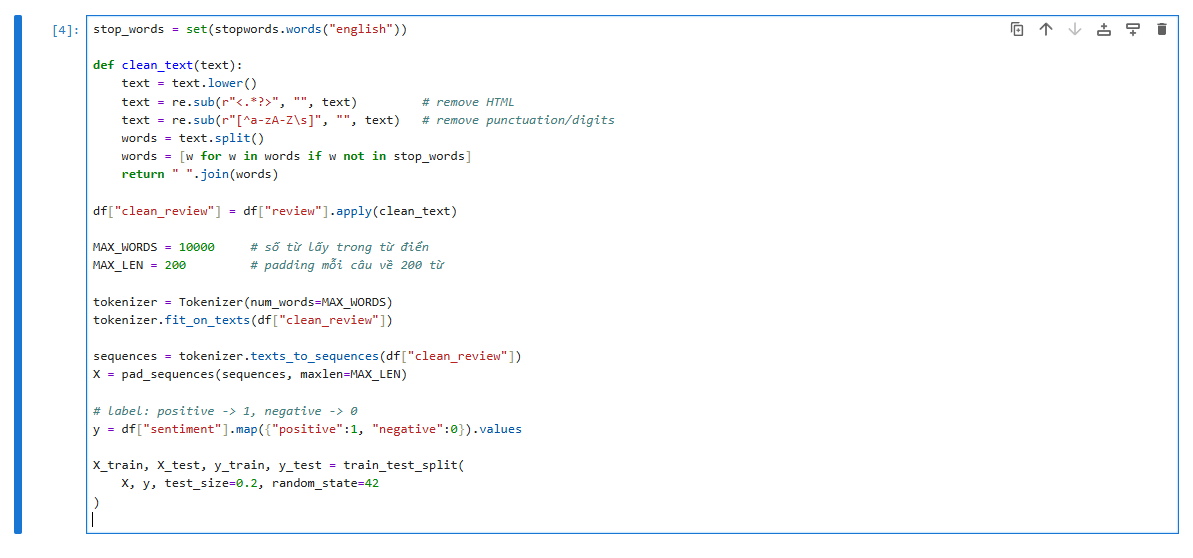 [4]: stop_words = set(stopwords.words("english"))
def clean_text(text):
    text = text.lower()
    text = re.sub(r"<.*?>", "", text)         # remove HTML
    text = re.sub(r"[^a-zA-Z\s]", "", text)   # remove punctuation/digits
    words = text.split()
    words = [w for w in words if w not in stop_words]
    return " ".join(words)
df["clean_review"] = df["review"].apply(clean_text)
MAX_WORDS = 10000     # số từ lấy trong từ điển
MAX_LEN = 200         # padding mỗi câu về 200 từ
tokenizer = Tokenizer(num_words=MAX_WORDS)
tokenizer.fit_on_texts(df["clean_review"])
sequences = tokenizer.texts_to_sequences(df["clean_review"])
X = pad_sequences(sequences, maxlen=MAX_LEN)
# label: positive -> 1, negative -> 0
y = df["sentiment"].map({"positive":1, "negative":0}).values
X_train, X_test, y_train, y_test = train_test_split(
    X, y, test_size=0.2, random_state=42
)